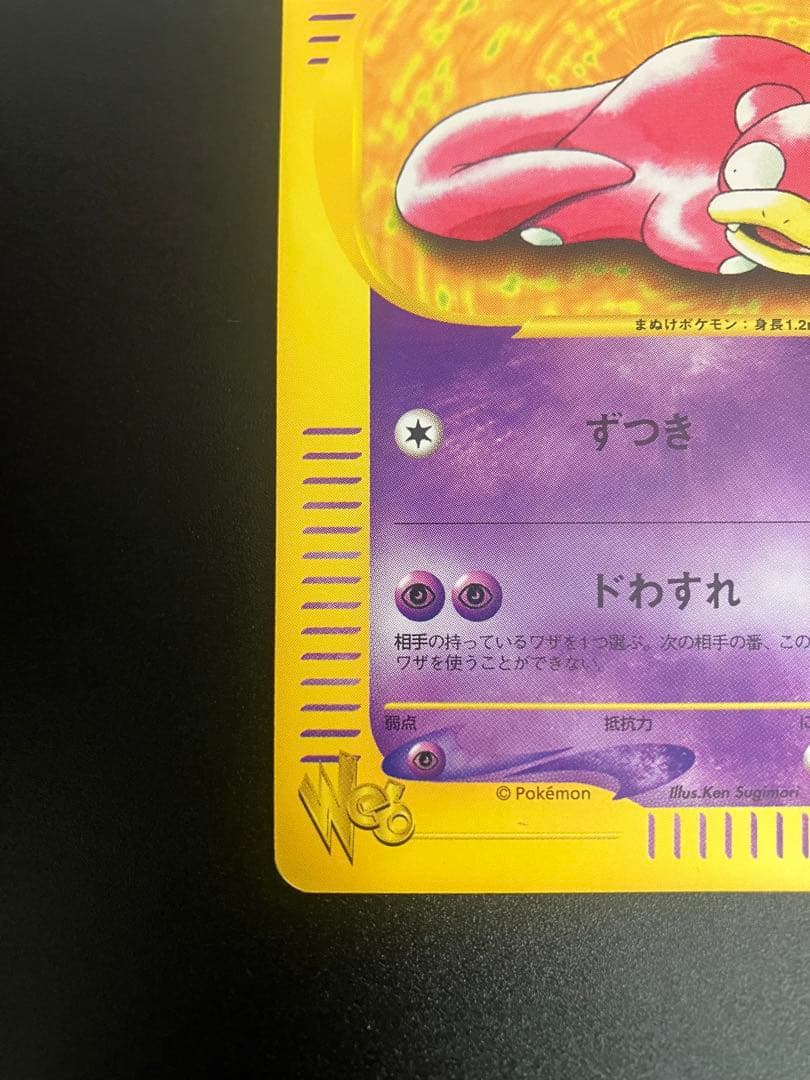 まぬけポケモン：身長1.2m
ずつき
ドわすれ
相手の持っているワザを1つ選ぶ。次の相手の番、この
ワザを使うことができない。
弱点 抵抗力 に
Web
©Pokémon Illus.Ken Sugimori